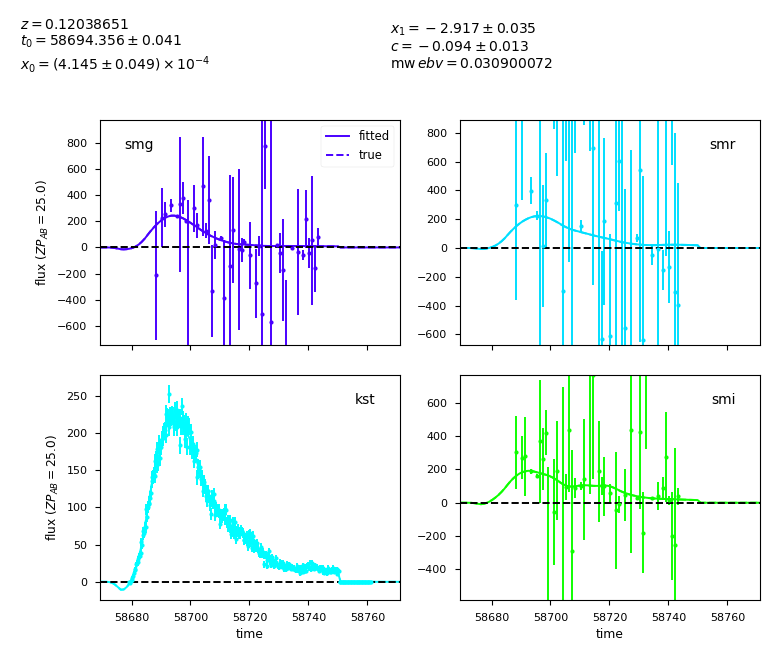 z = 0.12038651
t₀ = 58694.356 ± 0.041
x₀ = (4.145 ± 0.049) × 10⁻⁴
x₁ = −2.917 ± 0.035
c = −0.094 ± 0.013
mw ebv = 0.030900072
smg
fitted
true
800
600
400
200
0
−200
−400
−600
flux (ZP_AB = 25.0)
smr
800
600
400
200
0
−200
−400
−600
kst
250
200
150
100
50
0
flux (ZP_AB = 25.0)
58680 58700 58720 58740 58760
time
smi
600
400
200
0
−200
−400
58680 58700 58720 58740 58760
time